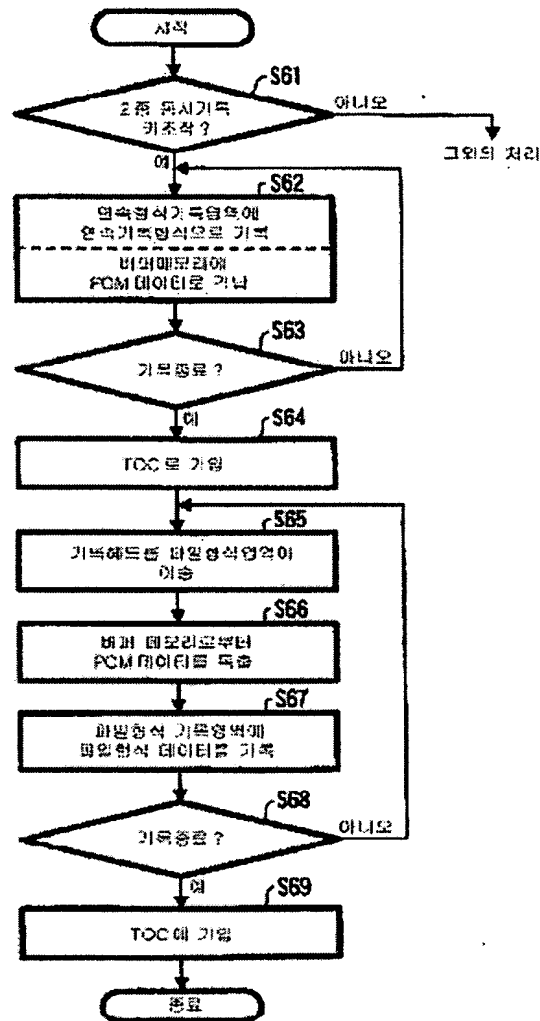 시작
S61
2종 동시기록
키조작?
아니오
그외의 처리
예
S62
연속형식기록영역에
연속기록형식으로 기록
버퍼메모리에
PCM 데이터로 기납
S63
기록종료?
아니오
예
S64
TOC로 기입
S65
기록헤드를 파일형식영역이
이송
S66
버퍼 메모리로부터
PCM 데이터를 독출
S67
파일형식 기록영역에
파일형식 데이터를 기록
S68
기록종료?
아니오
예
S69
TOC에 기입
종료